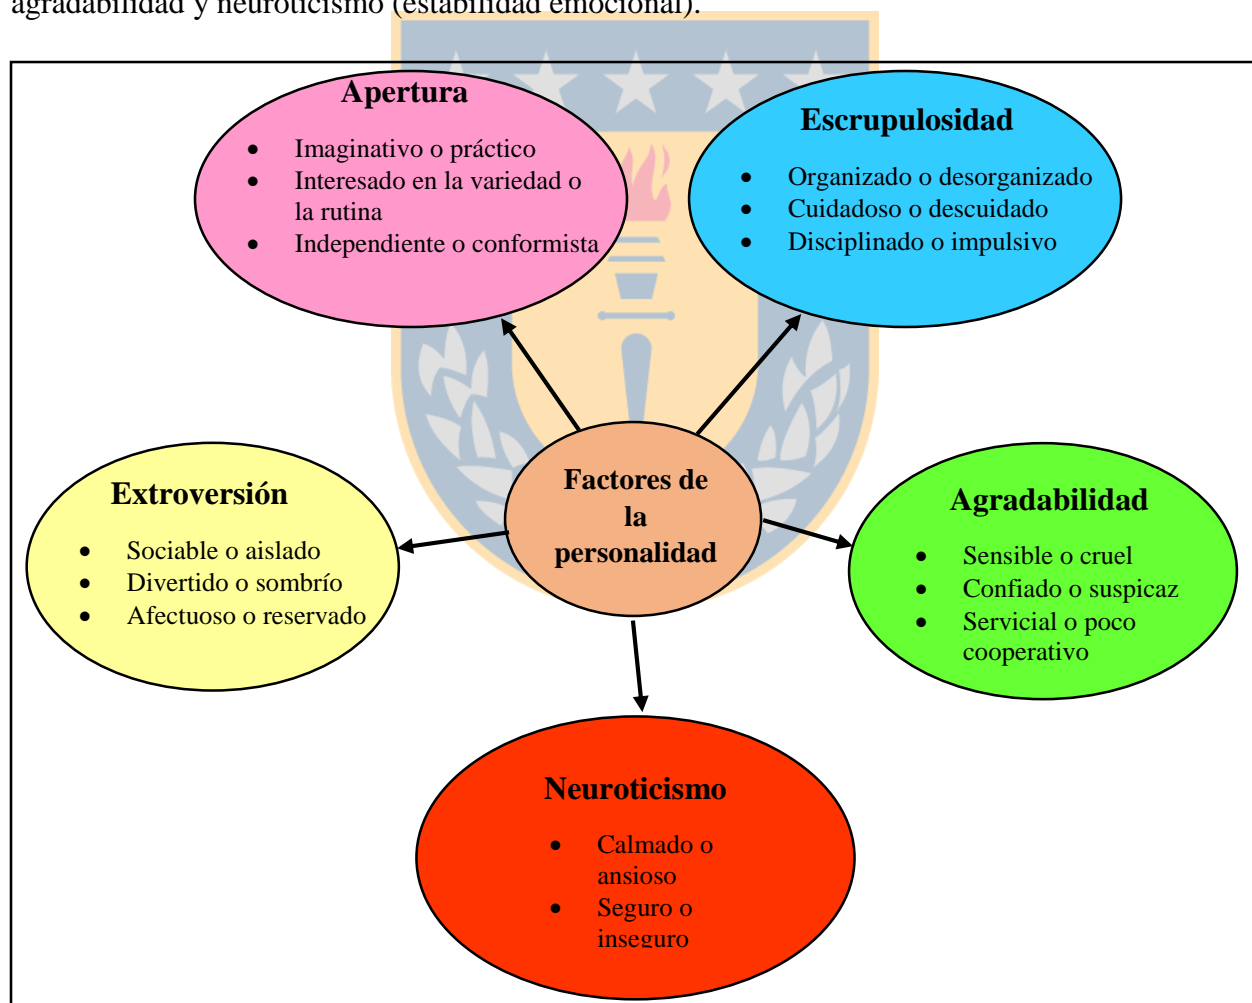 agradabilidad y neuroticismo (estabilidad emocional).
Apertura
• Imaginativo o práctico
• Interesado en la variedad o
la rutina
• Independiente o conformista
Escrupulosidad
• Organizado o desorganizado
• Cuidadoso o descuidado
• Disciplinado o impulsivo
Extroversión
• Sociable o aislado
• Divertido o sombrío
• Afectuoso o reservado
Factores de
la
personalidad
Agradabilidad
• Sensible o cruel
• Confiado o suspicaz
• Servicial o poco
cooperativo
Neuroticismo
• Calmado o
ansioso
• Seguro o
inseguro